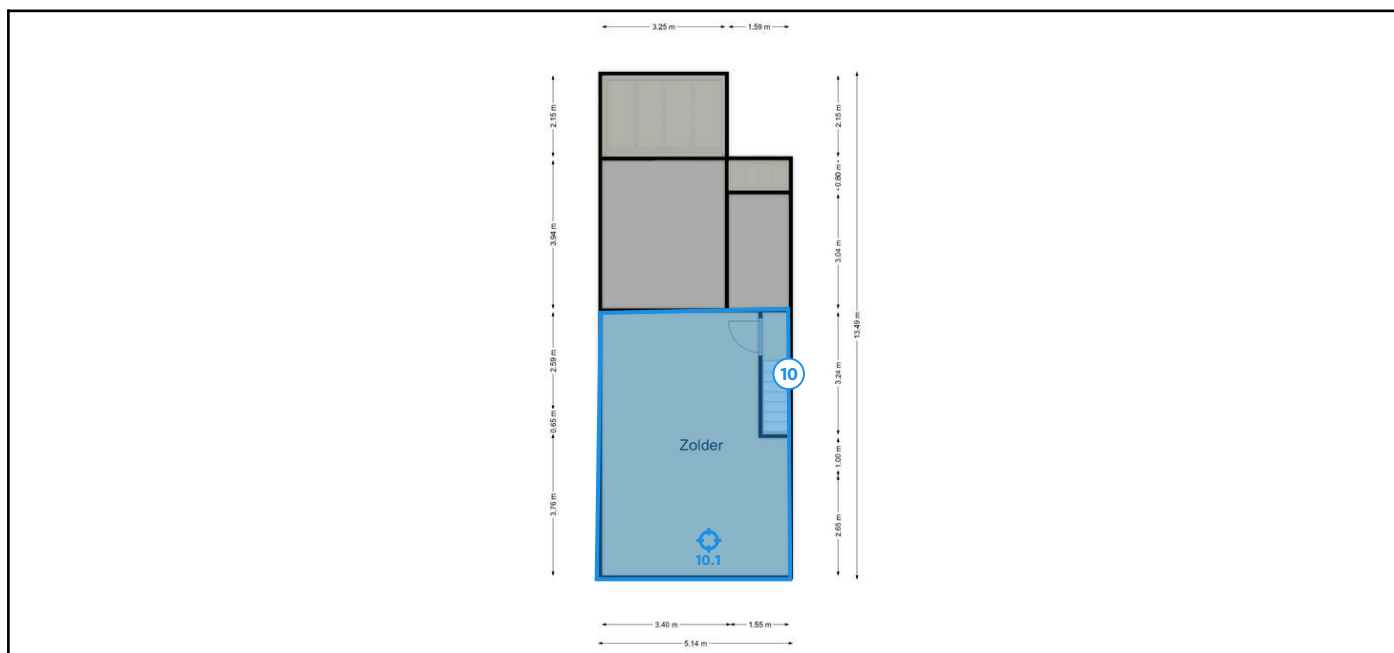 3.25 m
1.59 m
2.15 m
3.94 m
2.59 m
0.65 m
3.76 m
2.15 m
0.80 m
3.04 m
3.24 m
1.00 m
2.65 m
13.49 m
10
Zolder
10.1
3.40 m
1.55 m
5.14 m